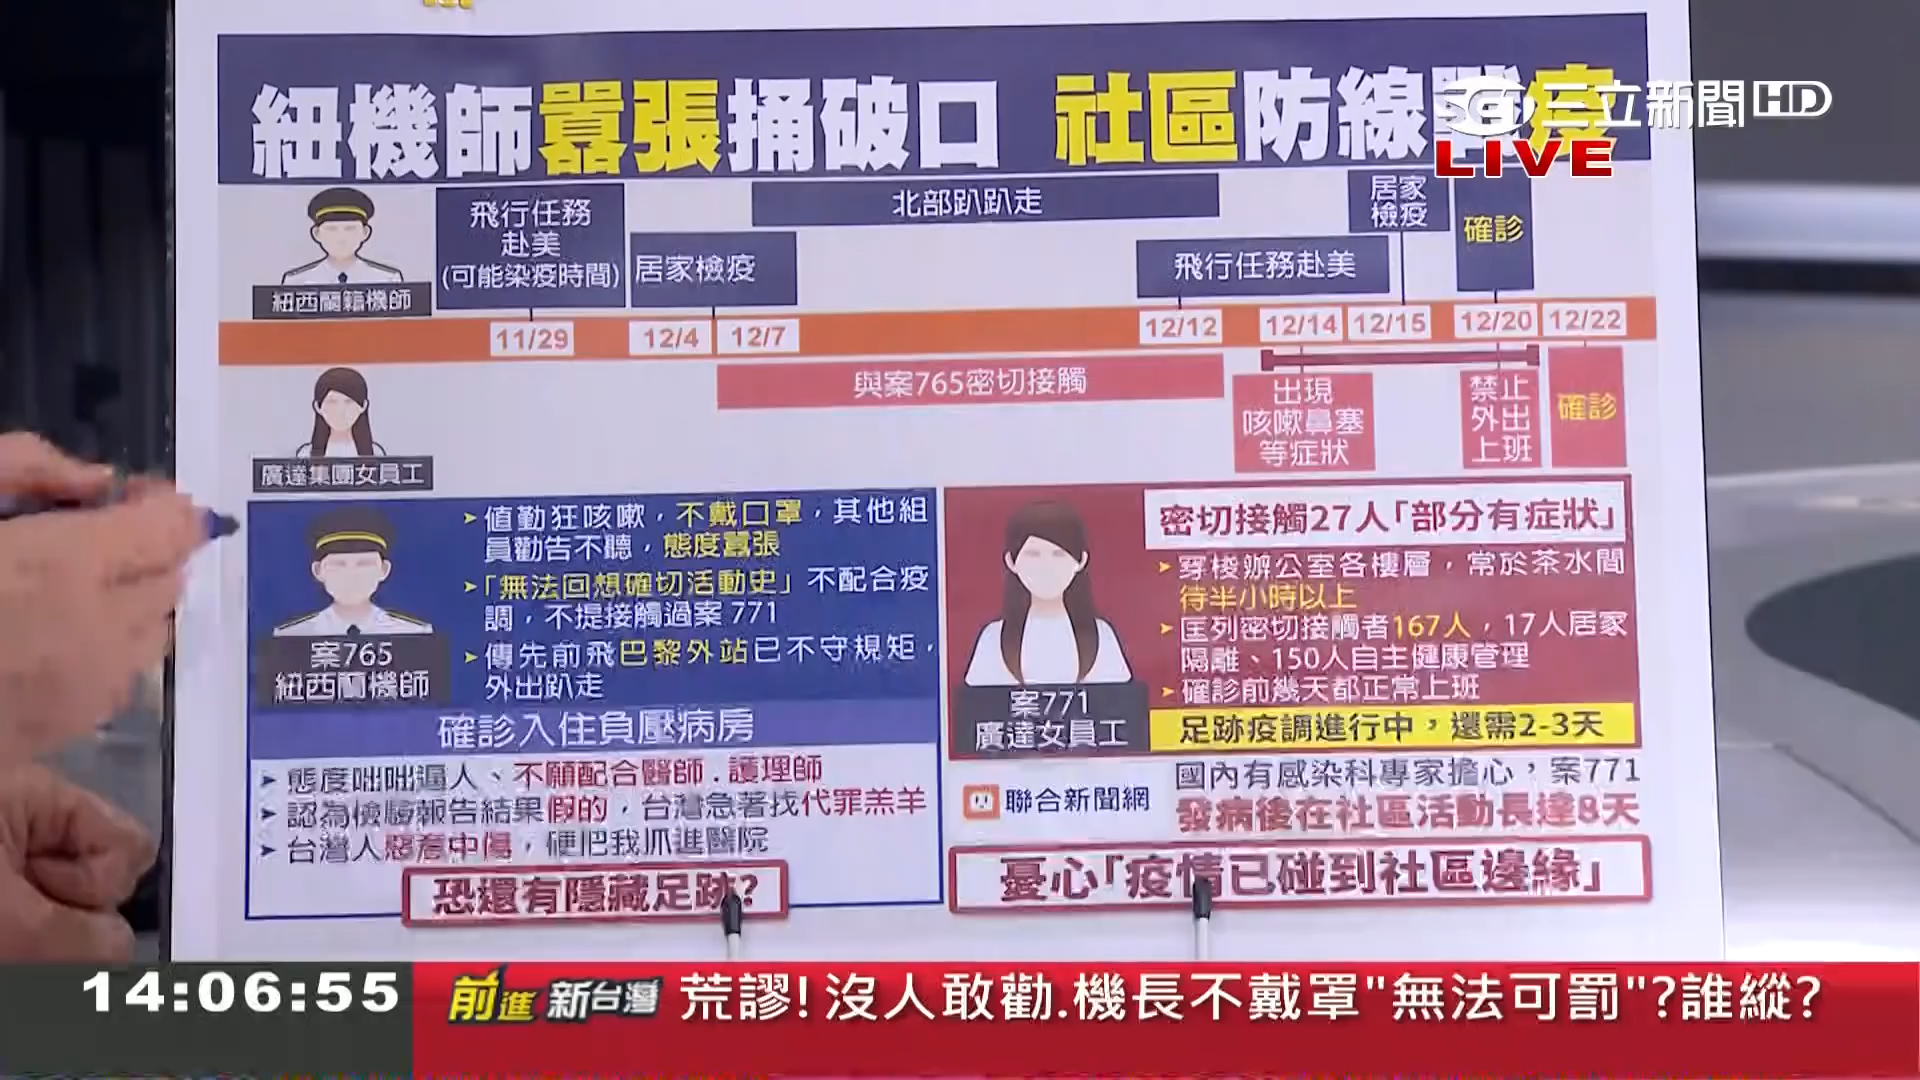 紐機師囂張捅破口 社區防線
三立新聞HD
LIVE
飛行任務
赴美
(可能染疫時間)
居家檢疫
北部趴趴走
飛行任務赴美
居家
檢疫
確診
紐西蘭籍機師
11/29
12/4
12/7
12/12
12/14
12/15
12/20
12/22
與案765密切接觸
出現
咳嗽鼻塞
等症狀
禁止
外出
上班
確診
廣達集團女員工
➤值勤狂咳嗽,不戴口罩,其他組
員勸告不聽,態度囂張
➤「無法回想確切活動史」不配合疫
調,不提接觸過案 771
➤傳先前飛巴黎外站已不守規矩,
外出趴走
案765
紐西蘭機師
確診入住負壓病房
➤ 態度咄咄逼人、不願配合醫師.護理師
➤ 認為檢驗報告結果假的,台灣急著找代罪羔羊
➤ 台灣人惡意中傷,硬把我抓進醫院
恐還有隱藏足跡?
密切接觸27人「部分有症狀」
➤穿梭辦公室各樓層,常於茶水間
待半小時以上
➤匡列密切接觸者167人,17人居家
隔離、150人自主健康管理
➤確診前幾天都正常上班
案771
廣達女員工
足跡疫調進行中,還需2-3天
聯合新聞網
國內有感染科專家擔心,案771
發病後在社區活動長達8天
憂心「疫情已碰到社區邊緣」
14:06:55
前進新台灣
荒謬!沒人敢勸.機長不戴罩"無法可罰"?誰縱?